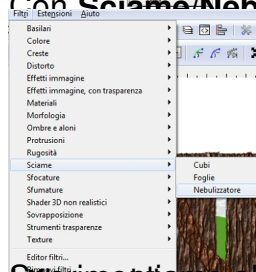 Con Sciame/Neb
Filtri Estensioni Aiuto
Basilari
Colore
Creste
Distorto
Effetti immagine
Effetti immagine, con trasparenza
Materiali
Morfologia
Ombre e aloni
Protrusioni
Rugosità
Sciame
Cubi
Sfocature
Foglie
Sfumature
Nebulizzatore
Shader 3D non realistici
Sovrapposizione
Strumenti trasparenze
Texture
Editor filtri...
Rimuovi filtri